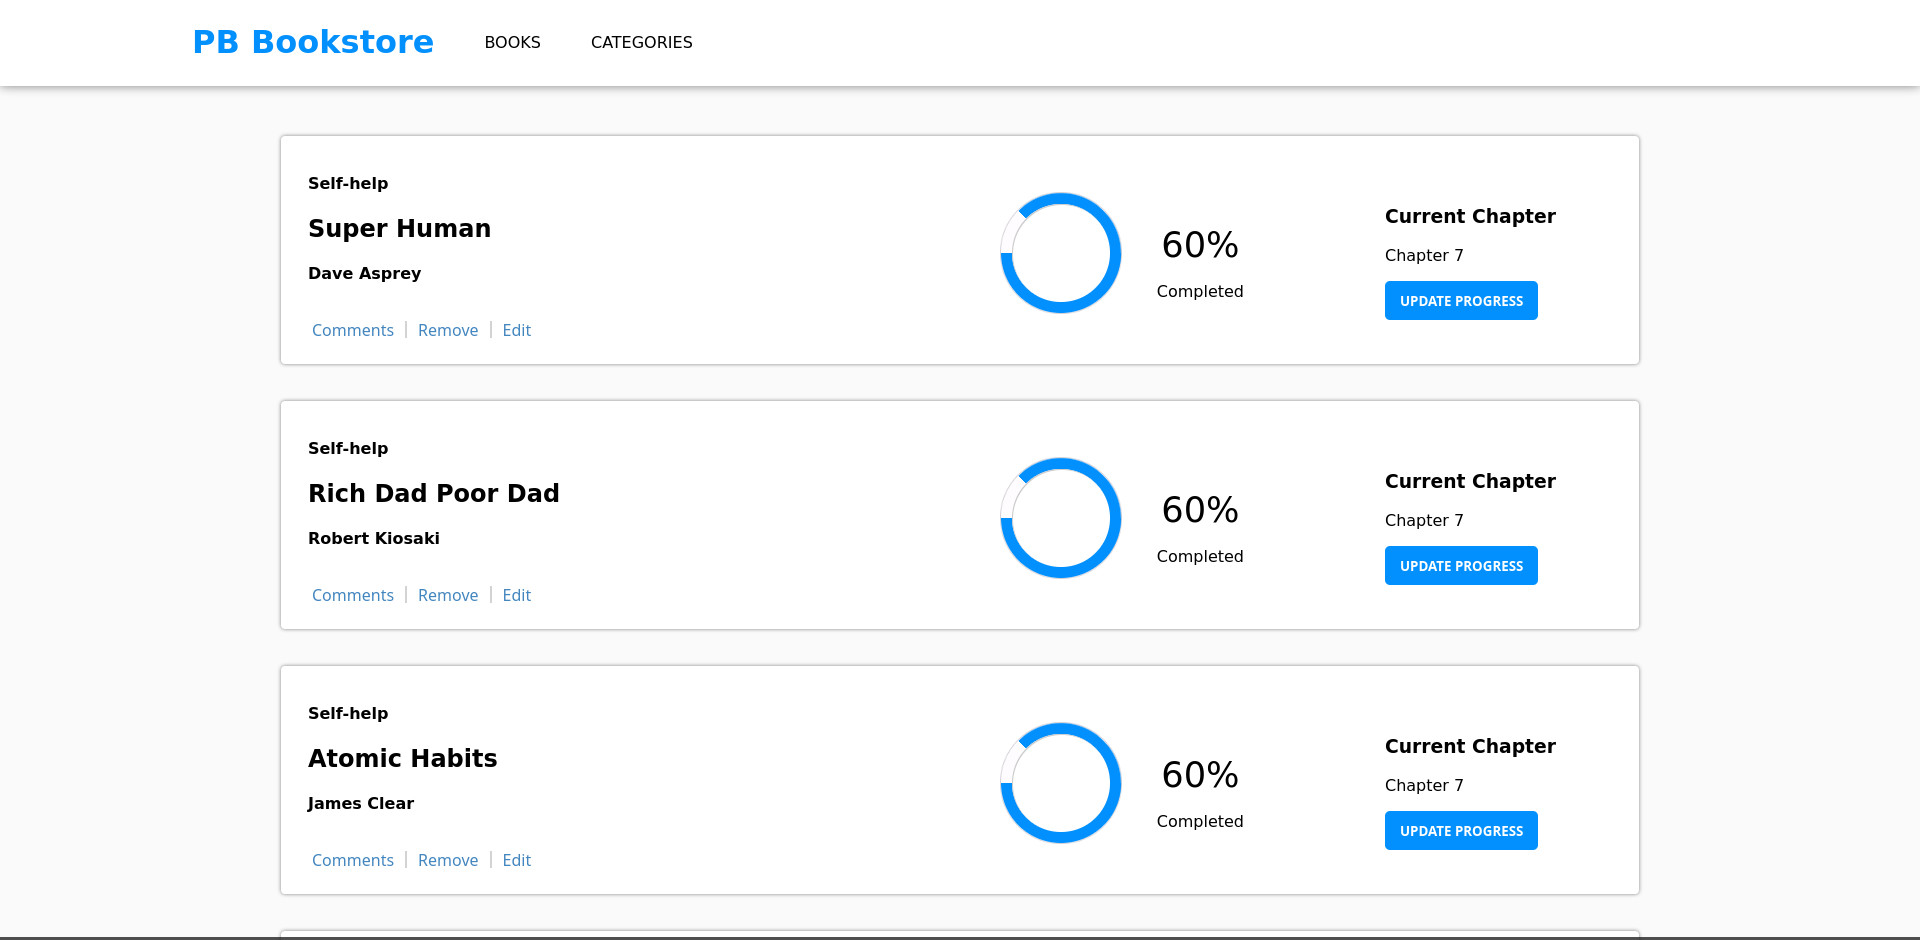 PB Bookstore BOOKS CATEGORIES
Self-help
Super Human
Dave Asprey
Comments | Remove | Edit
60%
Completed
Current Chapter
Chapter 7
UPDATE PROGRESS
Self-help
Rich Dad Poor Dad
Robert Kiosaki
Comments | Remove | Edit
60%
Completed
Current Chapter
Chapter 7
UPDATE PROGRESS
Self-help
Atomic Habits
James Clear
Comments | Remove | Edit
60%
Completed
Current Chapter
Chapter 7
UPDATE PROGRESS